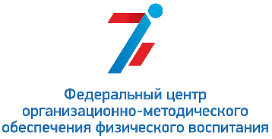 Федеральный центр
организационно-методического
обеспечения физического воспитания